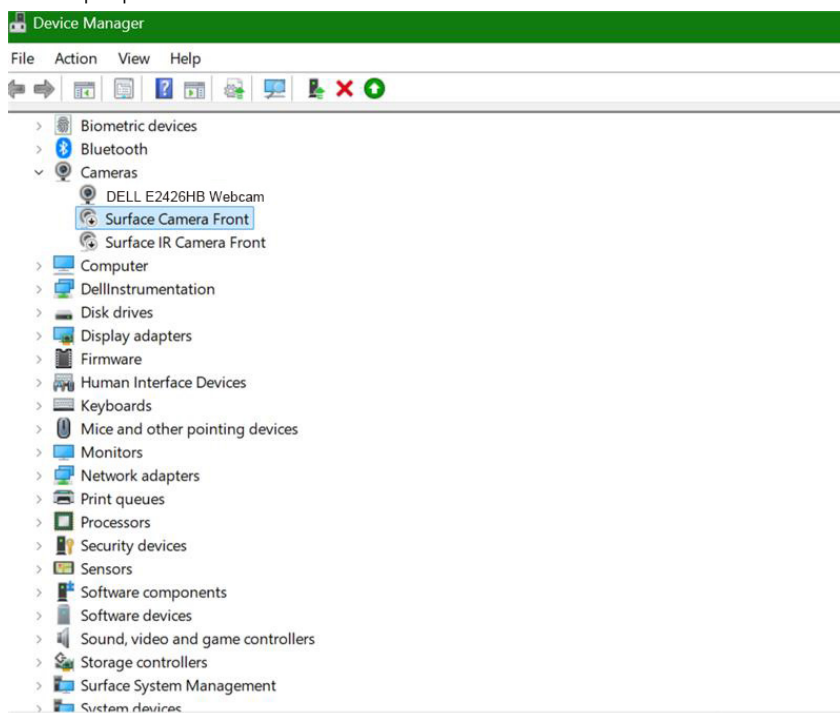 Device Manager
File Action View Help
Biometric devices
Bluetooth
Cameras
DELL E2426HB Webcam
Surface Camera Front
Surface IR Camera Front
Computer
DellInstrumentation
Disk drives
Display adapters
Firmware
Human Interface Devices
Keyboards
Mice and other pointing devices
Monitors
Network adapters
Print queues
Processors
Security devices
Sensors
Software components
Software devices
Sound, video and game controllers
Storage controllers
Surface System Management
System devices